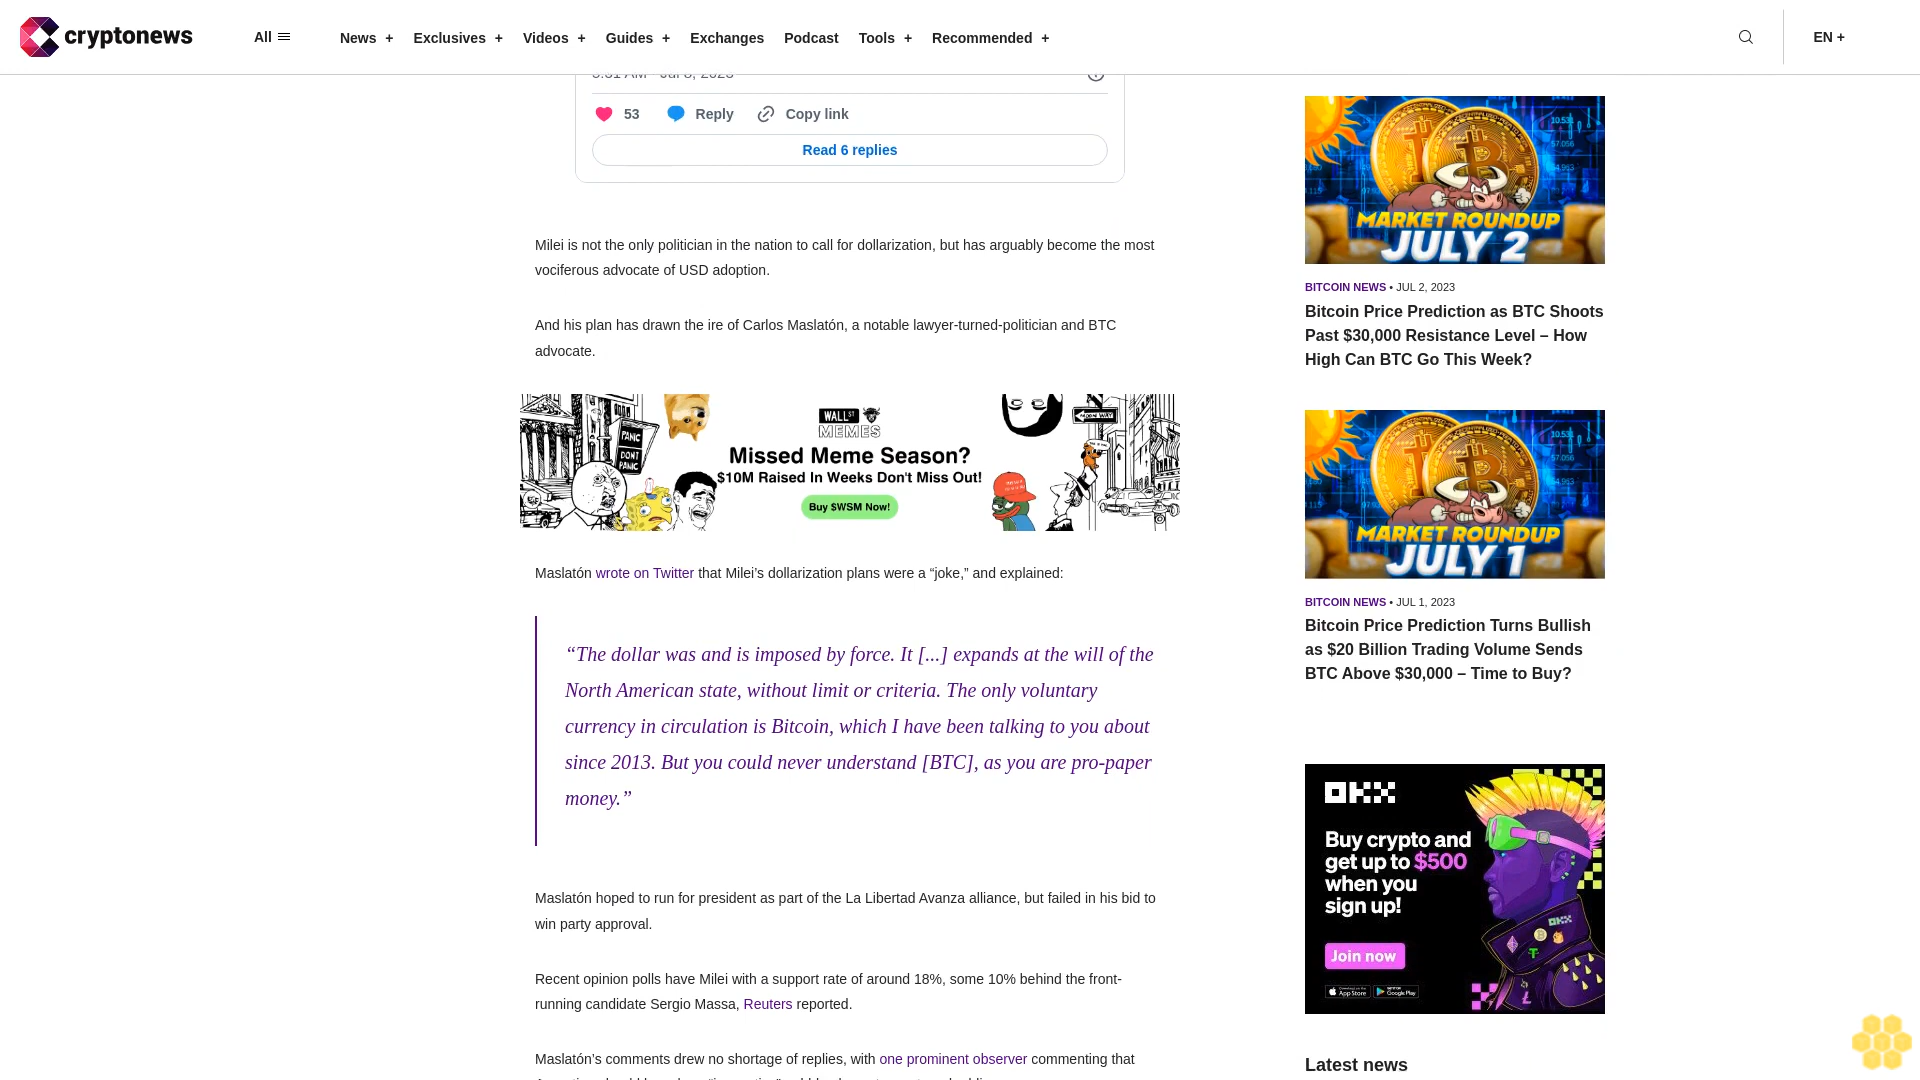 cryptonews
All
News +
Exclusives +
Videos +
Guides +
Exchanges
Podcast
Tools +
Recommended +
EN +
53
Reply
Copy link
Read 6 replies
Milei is not the only politician in the nation to call for dollarization, but has arguably become the most
vociferous advocate of USD adoption.
And his plan has drawn the ire of Carlos Maslatón, a notable lawyer-turned-politician and BTC
advocate.
PANIC
DONT
PANIC
WALL ST
MEMES
Missed Meme Season?
$10M Raised In Weeks Don't Miss Out!
Buy $WSM Now!
Maslatón wrote on Twitter that Milei’s dollarization plans were a “joke,” and explained:
“The dollar was and is imposed by force. It [...] expands at the will of the
North American state, without limit or criteria. The only voluntary
currency in circulation is Bitcoin, which I have been talking to you about
since 2013. But you could never understand [BTC], as you are pro-paper
money.”
Maslatón hoped to run for president as part of the La Libertad Avanza alliance, but failed in his bid to
win party approval.
Recent opinion polls have Milei with a support rate of around 18%, some 10% behind the front-
running candidate Sergio Massa, Reuters reported.
Maslatón’s comments drew no shortage of replies, with one prominent observer commenting that
MARKET ROUNDUP
JULY 2
BITCOIN NEWS • JUL 2, 2023
Bitcoin Price Prediction as BTC Shoots
Past $30,000 Resistance Level – How
High Can BTC Go This Week?
MARKET ROUNDUP
JULY 1
BITCOIN NEWS • JUL 1, 2023
Bitcoin Price Prediction Turns Bullish
as $20 Billion Trading Volume Sends
BTC Above $30,000 – Time to Buy?
OKX
Buy crypto and
get up to $500
when you
sign up!
Join now
App Store
Google Play
OKX
Latest news